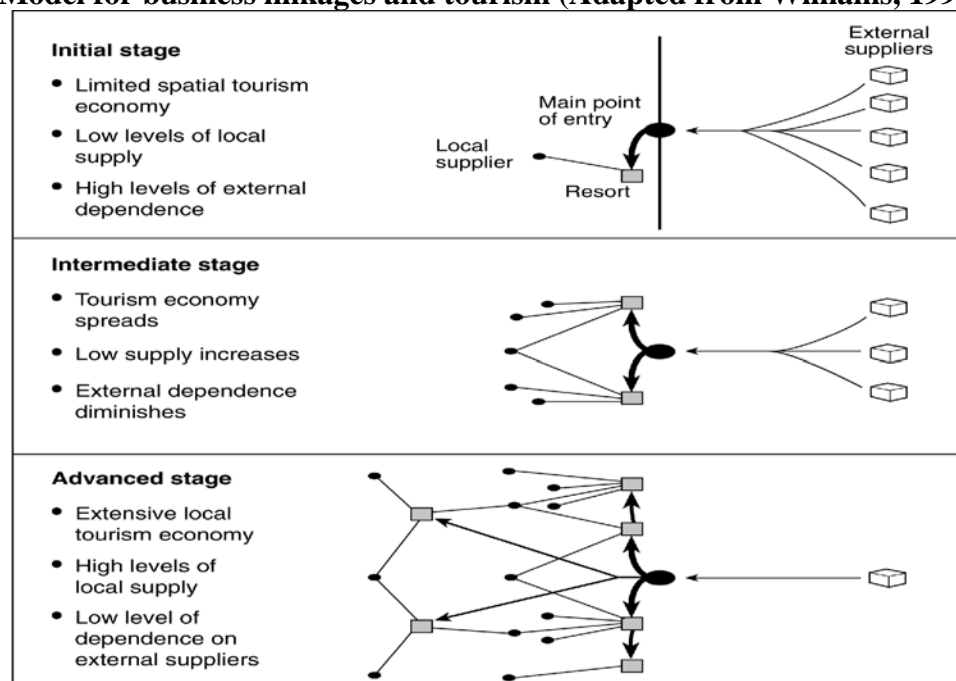 Model for business linkages and tourism (Adapted from Williams, 199
Initial stage
• Limited spatial tourism
economy
• Low levels of local
supply
• High levels of external
dependence
External
suppliers
Main point
of entry
Local
supplier
Resort
Intermediate stage
• Tourism economy
spreads
• Low supply increases
• External dependence
diminishes
Advanced stage
• Extensive local
tourism economy
• High levels of
local supply
• Low level of
dependence on
external suppliers